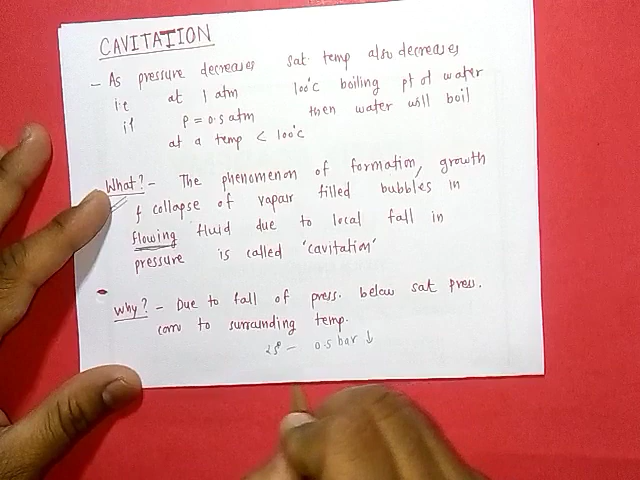 CAVITATION
- As pressure decreases sat. temp also decreases
i.e at 1 atm 100°c boiling pt of water
if P = 0.5 atm then water will boil
at a temp < 100°c
What? - The phenomenon of formation, growth
& collapse of vapour filled bubbles in
flowing fluid due to local fall in
pressure is called 'cavitation'
Why? - Due to fall of press. below sat press.
corr to surrounding temp.
25° - 0.5 bar ↓